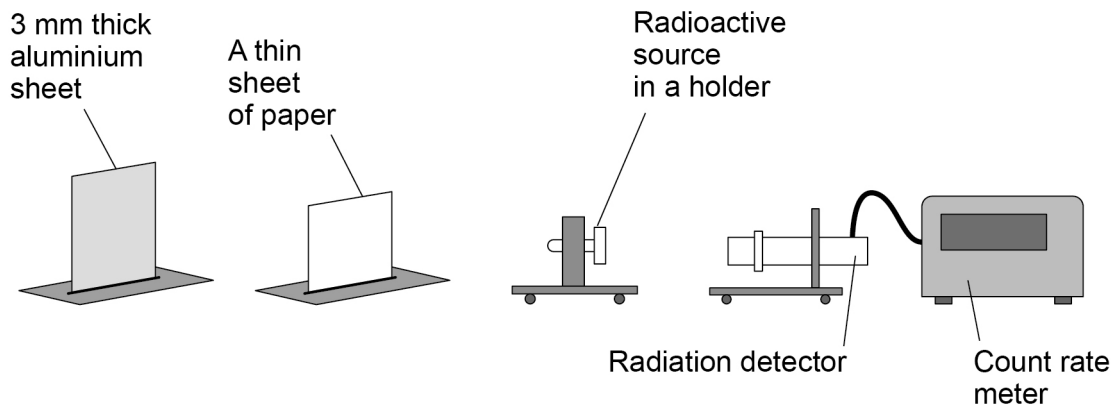 3 mm thick
aluminium
sheet
A thin
sheet
of paper
Radioactive
source
in a holder
Radiation detector
Count rate
meter